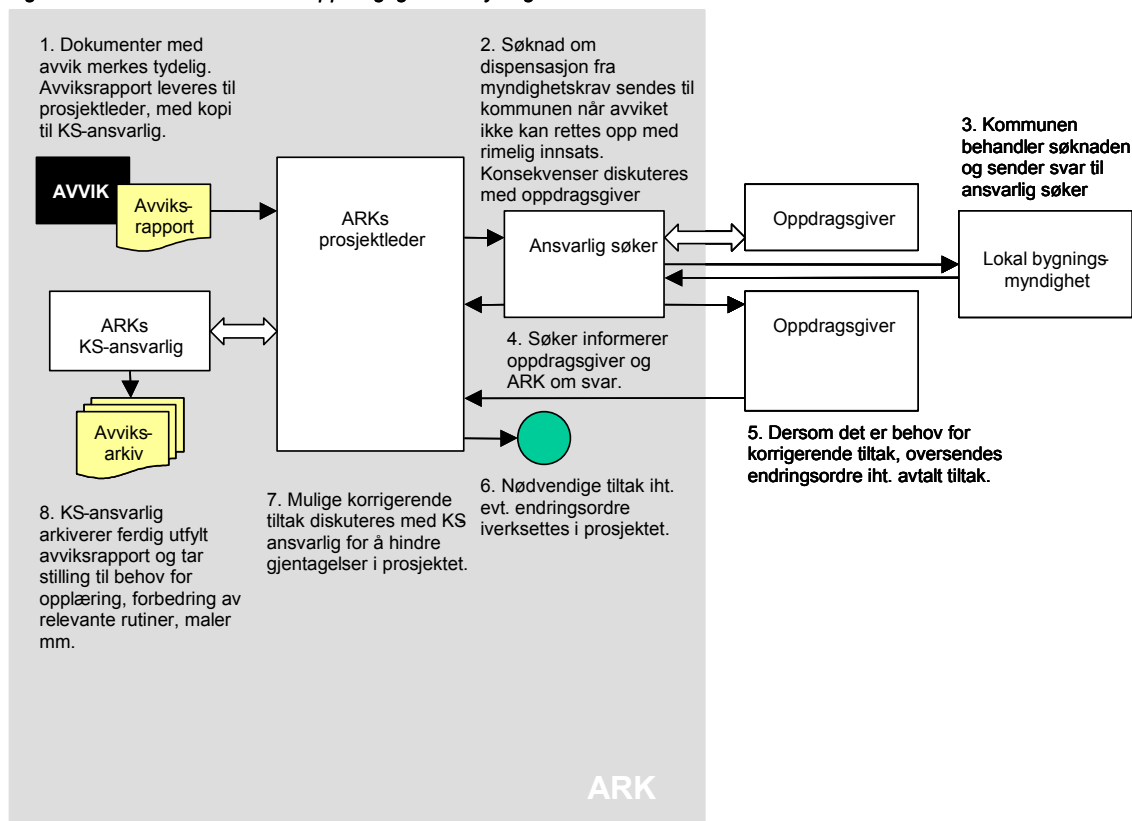 1. Dokumenter med
avvik merkes tydelig.
Avviksrapport leveres til
prosjektleder, med kopi
til KS-ansvarlig.
2. Søknad om
dispensasjon fra
myndighetskrav sendes til
kommunen når avviket
ikke kan rettes opp med
rimelig innsats.
Konsekvenser diskuteres
med oppdragsgiver
3. Kommunen
behandler søknaden
og sender svar til
ansvarlig søker
AVVIK
Avviks-
rapport
ARKs
prosjektleder
Ansvarlig søker
Oppdragsgiver
Lokal bygnings-
myndighet
ARKs
KS-ansvarlig
Oppdragsgiver
4. Søker informerer
oppdragsgiver og
ARK om svar.
Avviks-
arkiv
5. Dersom det er behov for
korrigerende tiltak, oversendes
endringsordre iht. avtalt tiltak.
6. Nødvendige tiltak iht.
evt. endringsordre
iverksettes i prosjektet.
7. Mulige korrigerende
tiltak diskuteres med KS
ansvarlig for å hindre
gjentagelser i prosjektet.
8. KS-ansvarlig
arkiverer ferdig utfylt
avviksrapport og tar
stilling til behov for
opplæring, forbedring av
relevante rutiner, maler
mm.
ARK